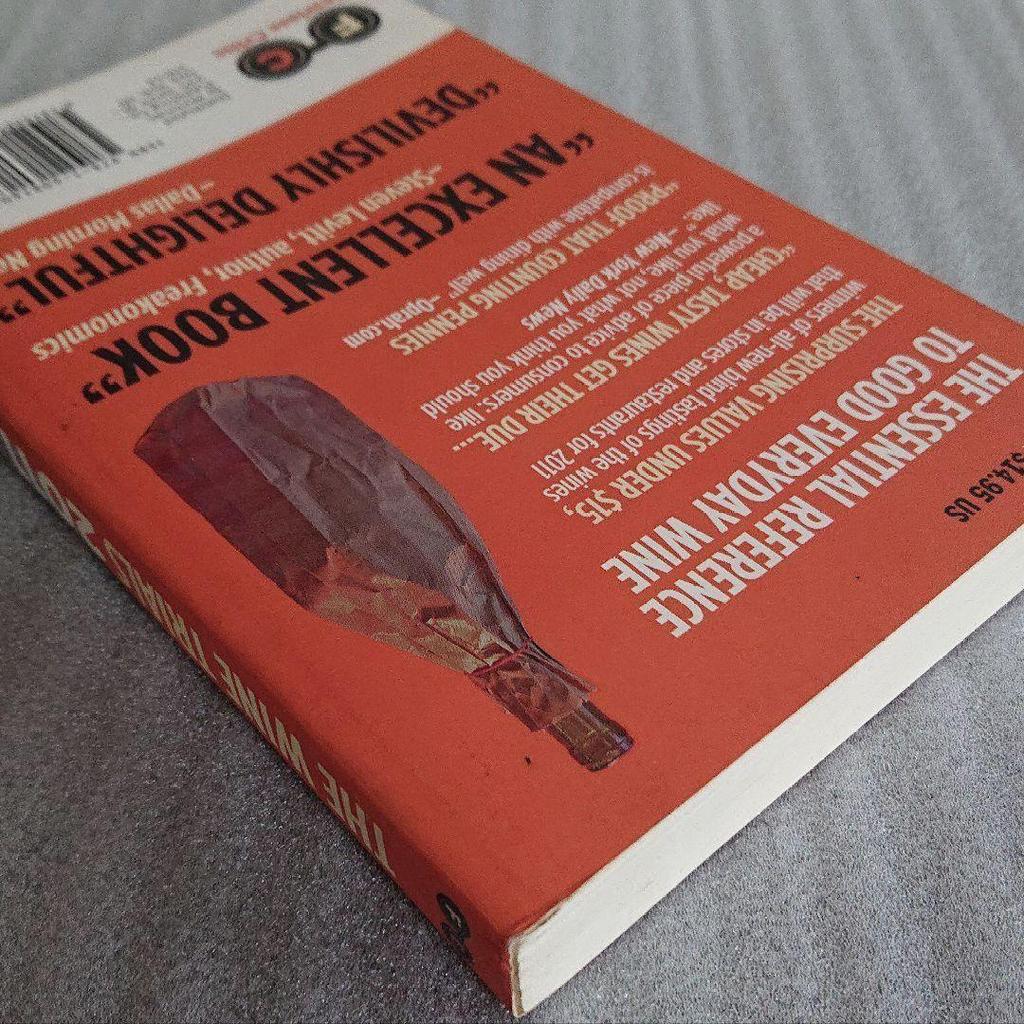 $14.95 US
THE ESSENTIAL REFERENCE
TO GOOD EVERYDAY WINE
THE SURPRISING VALUES UNDER $15,
winners of all-new blind tastings of the wines
that will be in stores and restaurants for 2011
“CHEAP, TASTY WINES GET THEIR DUE...
a powerful piece of advice to consumers: like
what you like, not what you think you should
like.” –New York Daily News
“PROOF THAT COUNTING PENNIES
is compatible with dining well” –Oprah.com
“AN EXCELLENT BOOK”
–Steven Levitt, author, Freakonomics
“DEVILISHLY DELIGHTFUL”
–Dallas Morning
F G
THE WINE TRIALS